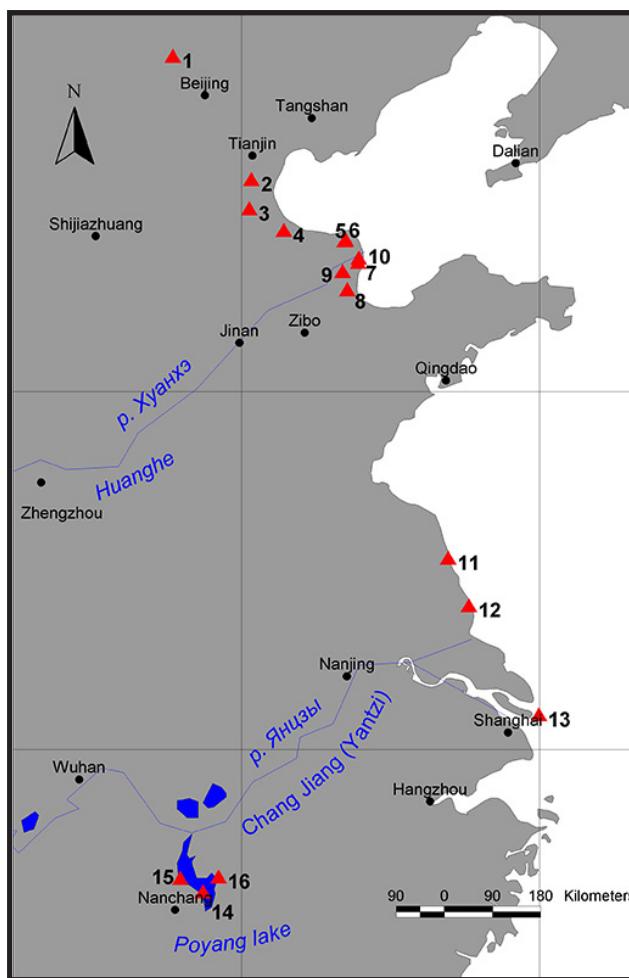 1
Beijing
Tangshan
N
Tianjin
Dalian
2
3
Shijiazhuang
4
56
10
9
7
8
Zibo
Jinan
Qingdao
р. Хуанхэ
Huanghe
Zhengzhou
11
12
Nanjing
13
р. Янцзы
Shanghai
Chang Jiang (Yantzi)
Wuhan
Hangzhou
15
16
90 0 90 180 Kilometers
Nanchang
14
Poyang lake